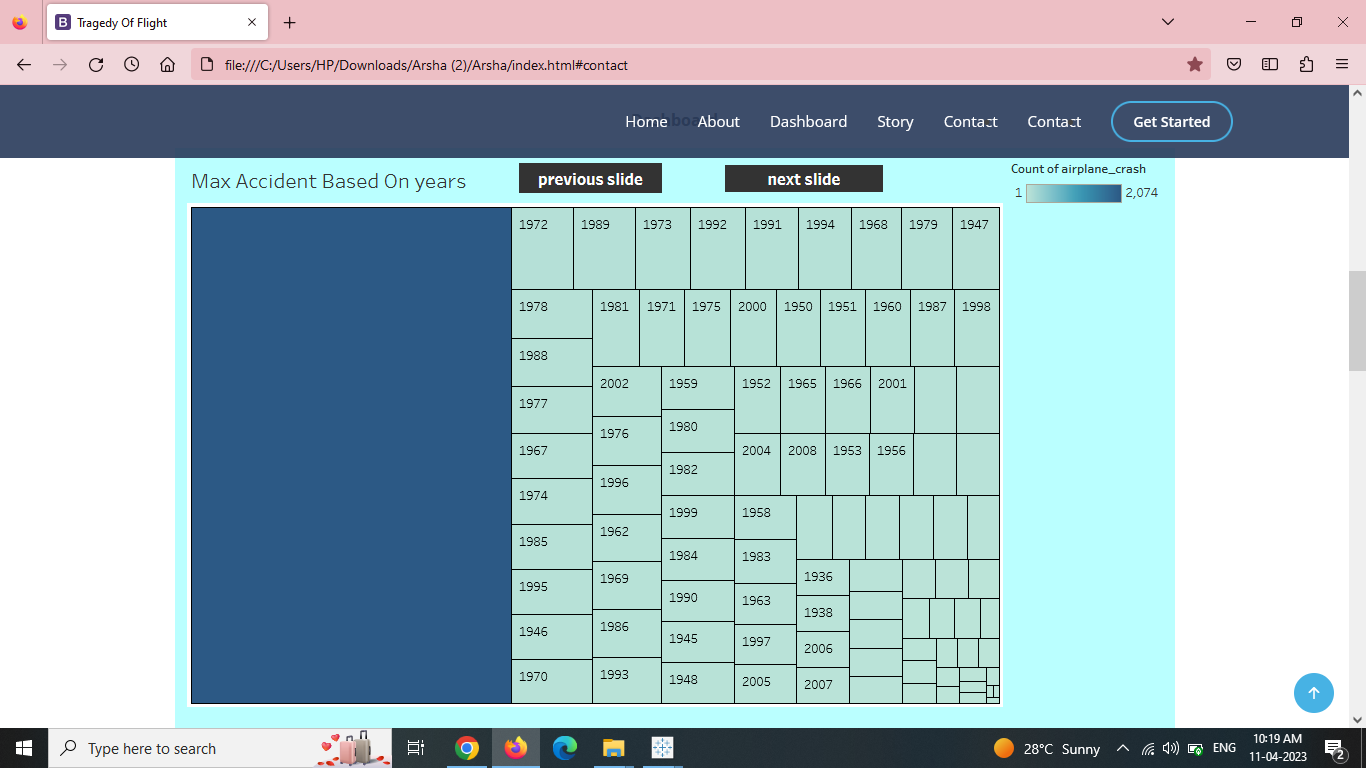 Tragedy Of Flight
file:///C:/Users/HP/Downloads/Arsha (2)/Arsha/index.html#contact
Home About Dashboard Story Contact Contact Get Started
Max Accident Based On years
previous slide
next slide
Count of airplane_crash
1 2,074
1972 1989 1973 1992 1991 1994 1968 1979 1947
1978 1981 1971 1975 2000 1950 1951 1960 1987 1998
1988
2002 1959 1952 1965 1966 2001
1977
1976 1980
1967 2004 2008 1953 1956
1982
1996
1974
1999 1958
1962
1985
1984 1983
1969 1936
1995
1990 1963 1938
1946 1986
1945 1997 2006
1970 1993 1948 2005 2007
Type here to search
28°C Sunny
ENG
10:19 AM
11-04-2023
2